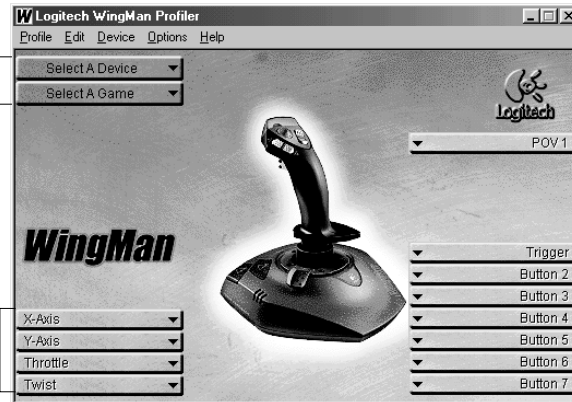 Logitech WingMan Profiler
Profile Edit Device Options Help
Select A Device
Select A Game
Logitech
POV 1
WingMan
Trigger
Button 2
Button 3
X-Axis
Button 4
Y-Axis
Button 5
Throttle
Button 6
Twist
Button 7